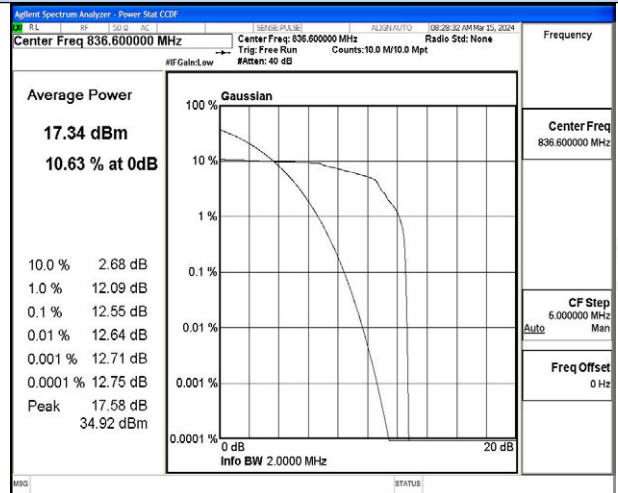 Agilent Spectrum Analyzer - Power Stat CCDF
RL RF 50 Ω AC SENSE:PULSE ALIGN AUTO 08:28:32 AM Mar 15, 2024
Center Freq 836.600000 MHz
Center Freq: 836.600000 MHz Radio Std: None
Trig: Free Run Counts:10.0 M/10.0 Mpt
#IFGain:Low #Atten: 40 dB
Frequency
Average Power
17.34 dBm
10.63 % at 0dB
10.0 % 2.68 dB
1.0 % 12.09 dB
0.1 % 12.55 dB
0.01 % 12.64 dB
0.001 % 12.71 dB
0.0001 % 12.75 dB
Peak 17.58 dB
34.92 dBm
Gaussian
100 %
10 %
1 %
0.1 %
0.01 %
0.001 %
0.0001 %
0 dB 20 dB
Info BW 2.0000 MHz
Center Freq
836.600000 MHz
CF Step
5.000000 MHz
Auto Man
Freq Offset
0 Hz
MSG STATUS